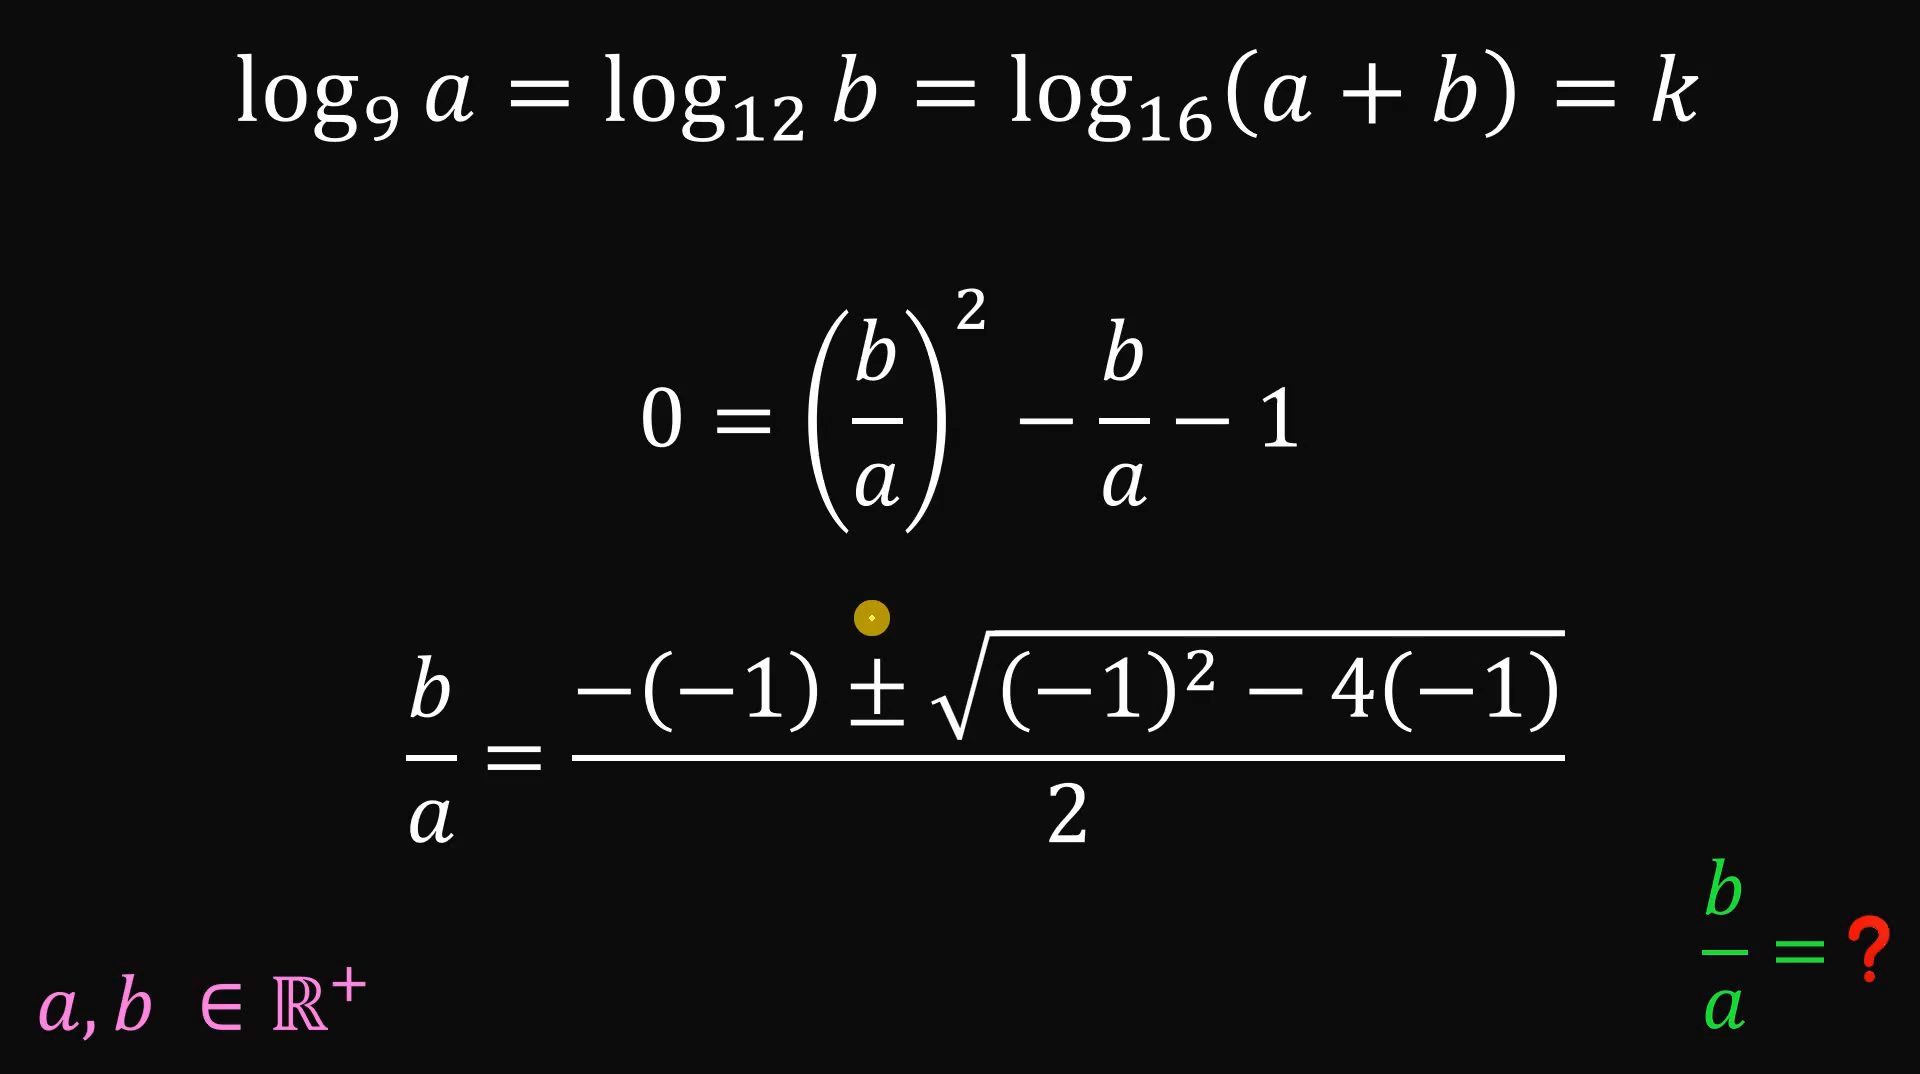 log₉ a = log₁₂ b = log₁₆(a + b) = k
0 = (b/a)² − b/a − 1
b/a = (−(−1) ± √((−1)² − 4(−1)))/2
a, b ∈ ℝ⁺
b/a = ?